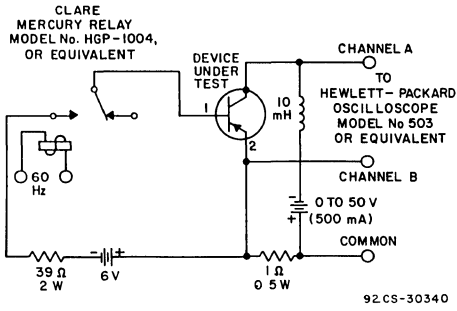 CLARE
MERCURY RELAY
MODEL No. HGP-1004,
OR EQUIVALENT
DEVICE
UNDER
TEST
1
2
10
mH
CHANNEL A
TO
HEWLETT-PACKARD
OSCILLOSCOPE
MODEL No 503
OR EQUIVALENT
CHANNEL B
60
Hz
- +
0 TO 50 V
(500 mA)
COMMON
39 Ω
2 W
- +
6 V
1 Ω
0 5 W
92CS-30340